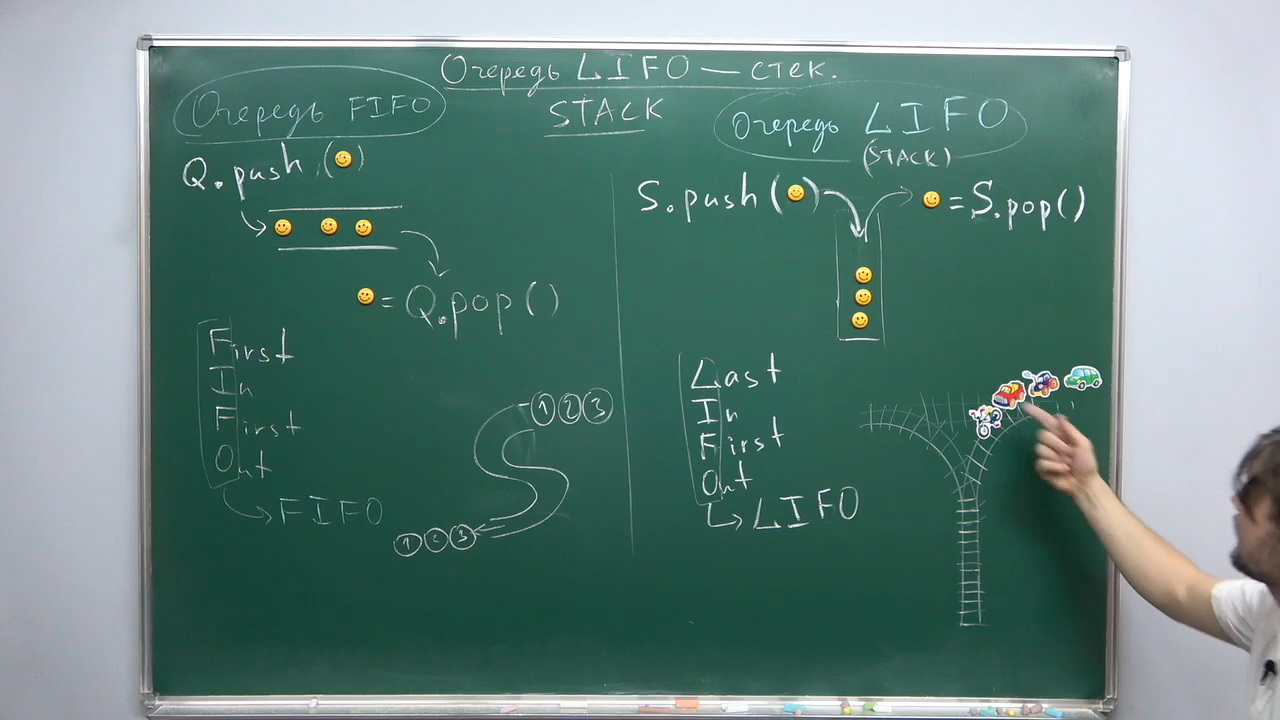 Очередь LIFO — стек.
STACK
Очередь FIFO
Q.push ( )
= Q.pop ()
First
In
First
Out
FIFO
1 2 3
1 2 3
Очередь LIFO
(STACK)
S.push ( )
= S.pop()
Last
In
First
Out
LIFO